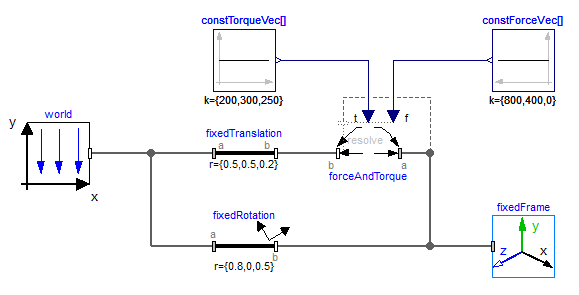 constTorqueVec[]
constForceVec[]
k={200,300,250}
k={800,400,0}
world
y
x
fixedTranslation
a
b
r={0.5,0.5,0.2}
t
f
resolve
b
a
forceAndTorque
fixedRotation
a
b
r={0.8,0,0.5}
fixedFrame
y
z
x